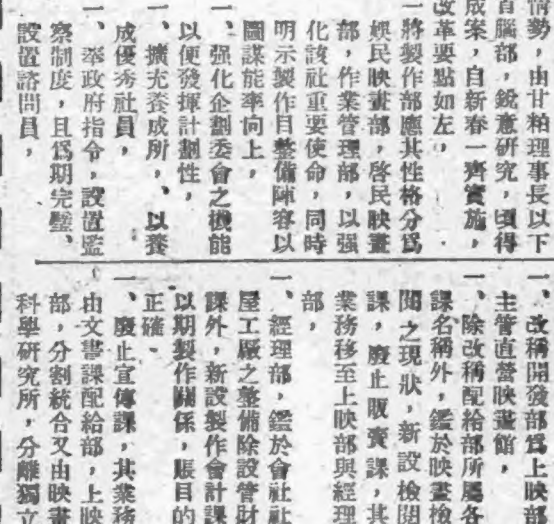 情勢，由甘粕理事長以下
首腦部，銳意研究，頃得
成案，自新春一齊實施，
改革要點如左，
一將製作部應其性格分爲
娛民映畫部，啓民映畫
部，作業管理部，以强
化該社重要使命，同時
明示製作目整備陣容以
圖謀能率向上，
一、强化企劃委會之機能
以便發揮計劃性，
一、擴充養成所，以養
成優秀社員，
一、奉政府指令，設置監
察制度，且爲期完璧、
設置諮問員，
一、改稱開發部爲上映部
主管直營映畫館，
一、除改稱配給部所屬各
課名稱外，鑑於映畫檢
閱之現狀，新設檢閱
課，廢止販賣課，其
業務移至上映部與經理
部，
一、經理部，鑑於會社社
屋工廠之整備除設管財
課外，新設製作會計課
以期製作關係，賬目的
正確。
一、廢止宣傳課，其業務
由文書課配給部，上映
部，分割統合又由映畫
科學研究所，分離獨立